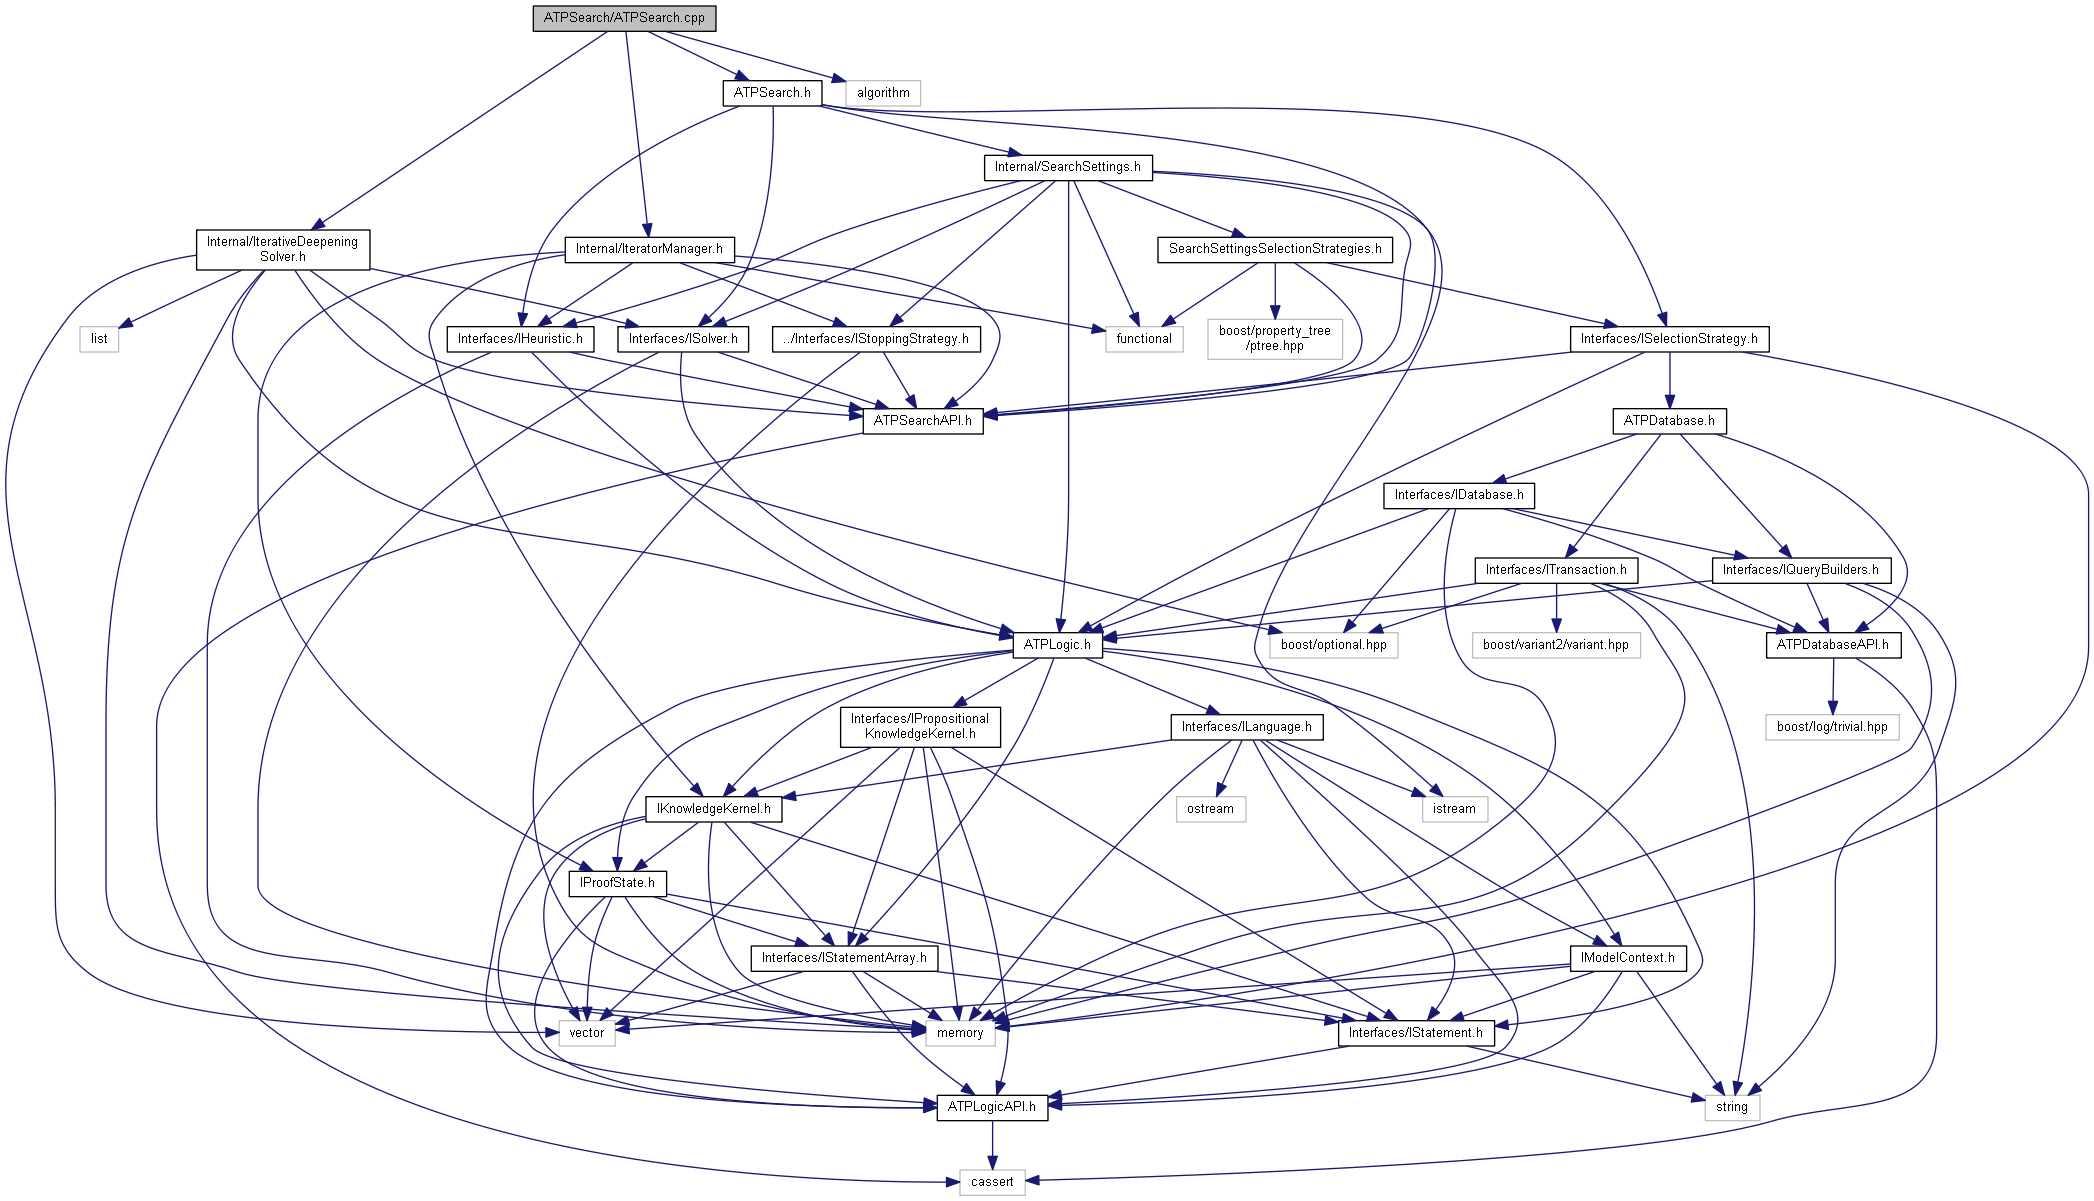 ATPSearch/ATPSearch.cpp
ATPSearch.h
algorithm
Internal/SearchSettings.h
Internal/IterativeDeepening
Solver.h
Internal/IteratorManager.h
SearchSettingsSelectionStrategies.h
list
Interfaces/IHeuristic.h
Interfaces/ISolver.h
../Interfaces/IStoppingStrategy.h
functional
boost/property_tree
/ptree.hpp
Interfaces/ISelectionStrategy.h
ATPSearchAPI.h
ATPDatabase.h
Interfaces/IDatabase.h
Interfaces/ITransaction.h
Interfaces/IQueryBuilders.h
ATPLogic.h
boost/optional.hpp
boost/variant2/variant.hpp
ATPDatabaseAPI.h
Interfaces/IPropositional
KnowledgeKernel.h
Interfaces/ILanguage.h
boost/log/trivial.hpp
IKnowledgeKernel.h
ostream
istream
IProofState.h
Interfaces/IStatementArray.h
IModelContext.h
vector
memory
Interfaces/IStatement.h
ATPLogicAPI.h
string
cassert